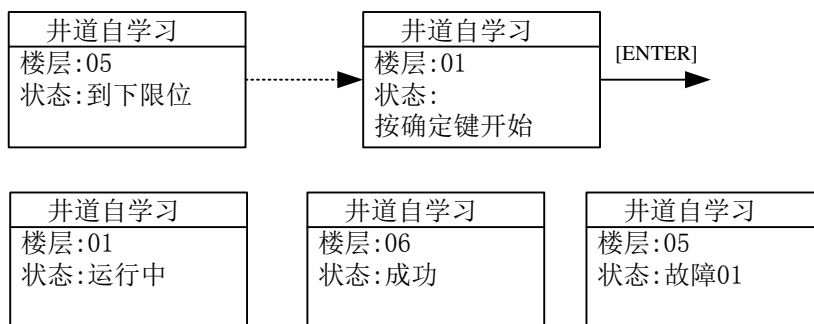 井道自学习
楼层:05
状态:到下限位
井道自学习
楼层:01
状态:
按确定键开始
[ENTER]
井道自学习
楼层:01
状态:运行中
井道自学习
楼层:06
状态:成功
井道自学习
楼层:05
状态:故障01